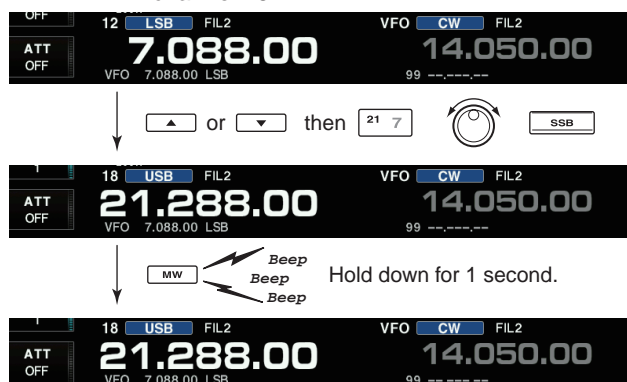 OFF 12 LSB FIL2 VFO CW FIL2
ATT 7.088.00 14.050.00
OFF VFO 7.088.00 LSB 99 --.---.--
▲ or ▼ then 21 7 SSB
1 18 USB FIL2 VFO CW FIL2
ATT 21.288.00 14.050.00
OFF VFO 7.088.00 LSB 99 --.---.--
MW Beep Beep Beep Hold down for 1 second.
1 18 USB FIL2 VFO CW FIL2
ATT 21.288.00 14.050.00
OFF VFO 7.088.00 LSB 99 --.---.--